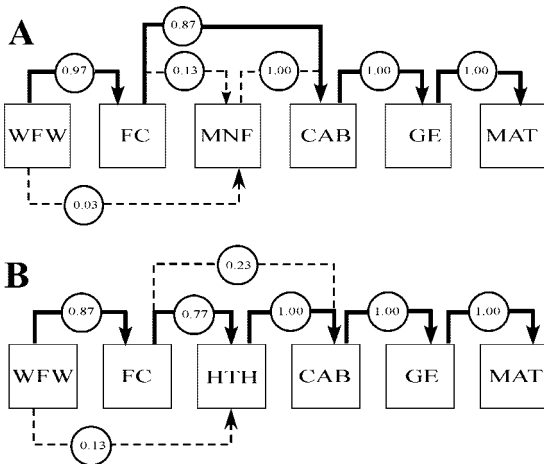 0.87
A
0.97 0.13 1.00 1.00 1.00
WFW FC MNF CAB GE MAT
0.03
0.23
B
0.87 0.77 1.00 1.00 1.00
WFW FC HTH CAB GE MAT
0.13